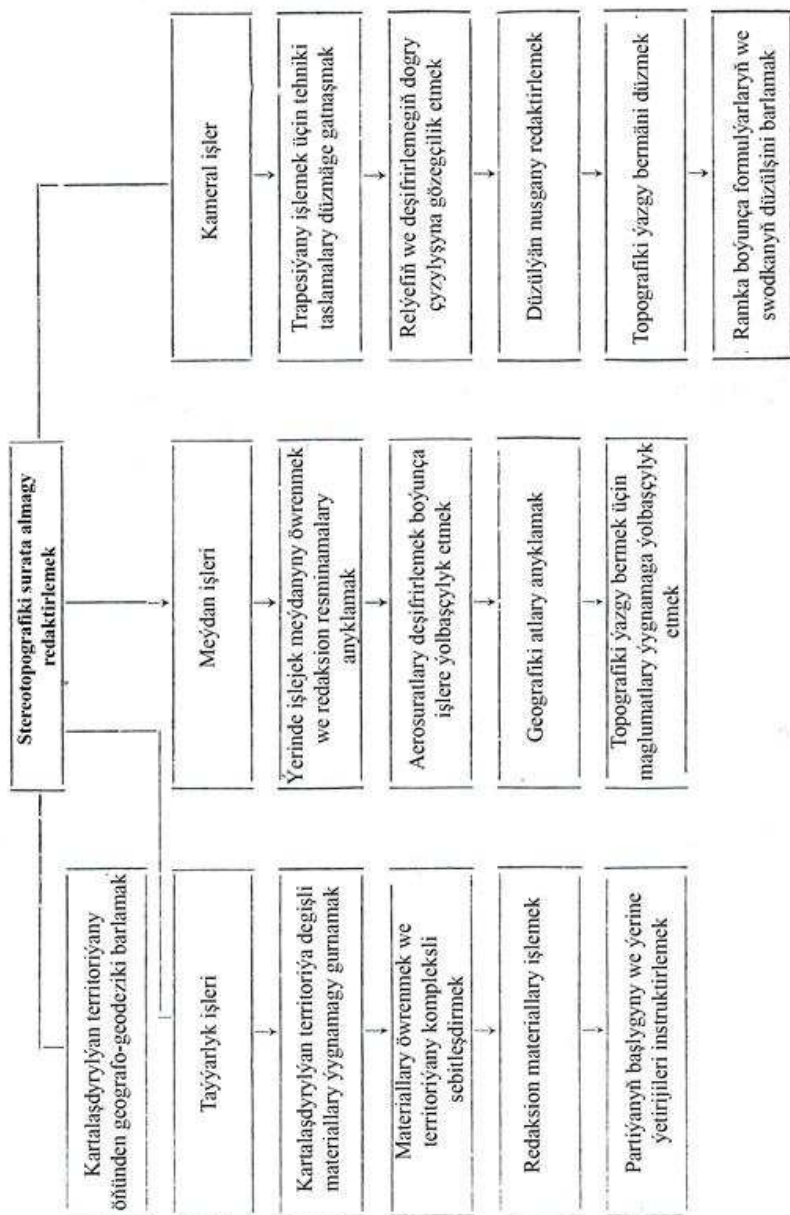 Stereotopografiki surata almagy
redaktirlemek
Kartalaşdyrylýan territoriýany
öňünden geografo-geodeziki barlamak
Taýýarlyk işleri
Kartalaşdyrylýan territoriýa degişli
materiallary ýygnamagy gurnamak
Materiallary öwrenmek we
territoriýany kompleksli
sebitleşdirmek
Redaksion materiallary işlemek
Partiýanyň başlygyny we ýerine
ýetirijileri instruktirlemek
Meýdan işleri
Ýerinde işlejek meýdanyny öwrenmek
we redaksion resminamalary
anyklamak
Aerosuratlary deşifrirlemek boýunça
işlere ýolbaşçylyk etmek
Geografiki atlary anyklamak
Topografiki ýazgy bermek üçin
maglumatlary ýygnamaga ýolbaşçylyk
etmek
Kameral işler
Trapesiýany işlemek üçin tehniki
taslamalary düzmäge gatnaşmak
Relýefiň we deşifrirlemegiň dogry
çyzylyşyna gözegçilik etmek
Düzülýän nusgany redaktirlemek
Topografiki ýazgy bermäni düzmek
Ramka boýunça formulýarlaryň we
swodkanyň düzülşini barlamak